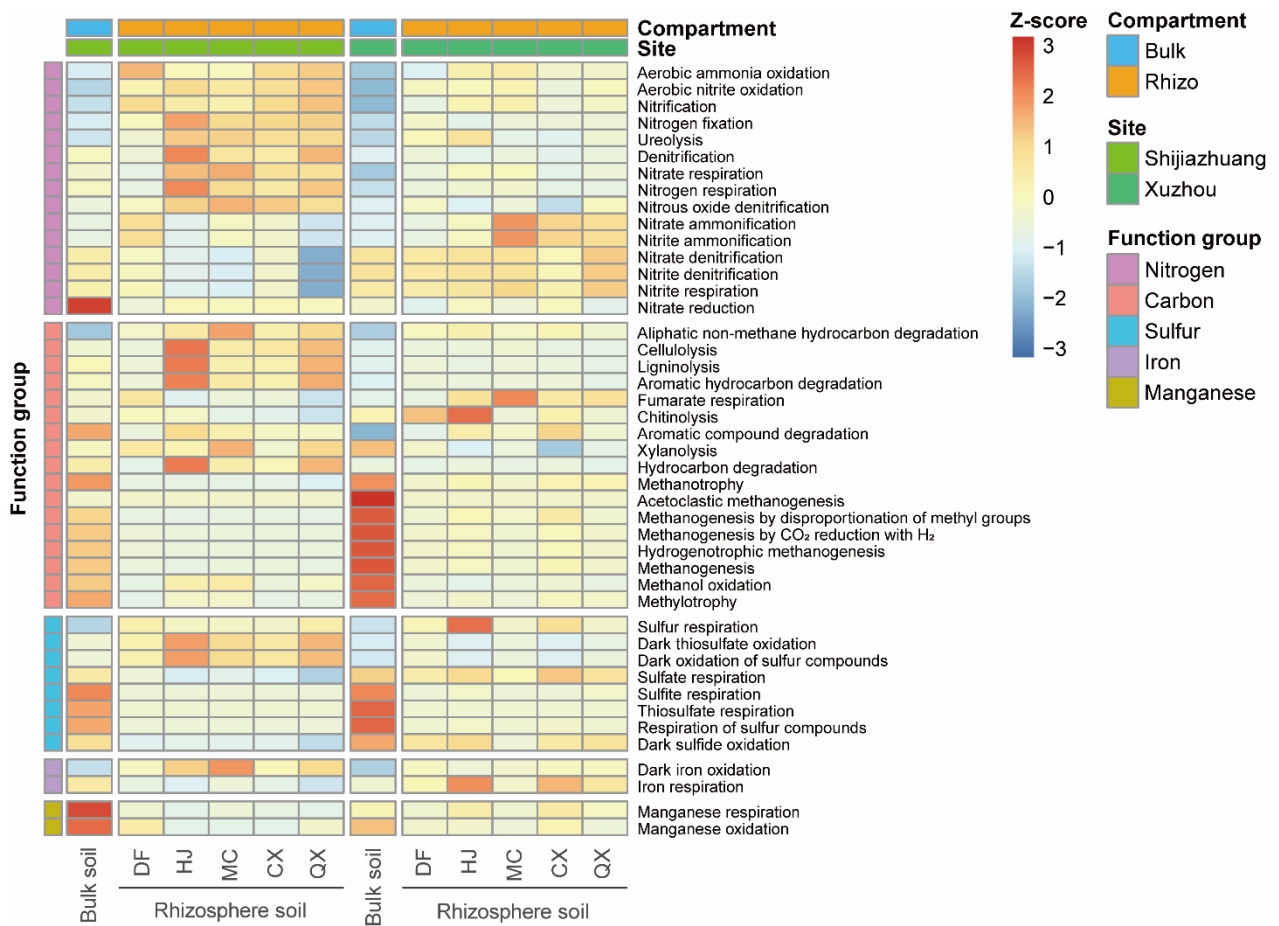 Compartment
Site
Aerobic ammonia oxidation
Aerobic nitrite oxidation
Nitrification
Nitrogen fixation
Ureolysis
Denitrification
Nitrate respiration
Nitrogen respiration
Nitrous oxide denitrification
Nitrate ammonification
Nitrite ammonification
Nitrate denitrification
Nitrite denitrification
Nitrite respiration
Nitrate reduction
Aliphatic non-methane hydrocarbon degradation
Cellulolysis
Ligninolysis
Aromatic hydrocarbon degradation
Fumarate respiration
Chitinolysis
Aromatic compound degradation
Xylanolysis
Hydrocarbon degradation
Methanotrophy
Acetoclastic methanogenesis
Methanogenesis by disproportionation of methyl groups
Methanogenesis by CO₂ reduction with H₂
Hydrogenotrophic methanogenesis
Methanogenesis
Methanol oxidation
Methylotrophy
Sulfur respiration
Dark thiosulfate oxidation
Dark oxidation of sulfur compounds
Sulfate respiration
Sulfite respiration
Thiosulfate respiration
Respiration of sulfur compounds
Dark sulfide oxidation
Dark iron oxidation
Iron respiration
Manganese respiration
Manganese oxidation
Function group
Bulk soil
DF
HJ
MC
CX
QX
Rhizosphere soil
Bulk soil
DF
HJ
MC
CX
QX
Rhizosphere soil
Z-score
3
2
1
0
−1
−2
−3
Compartment
Bulk
Rhizo
Site
Shijiazhuang
Xuzhou
Function group
Nitrogen
Carbon
Sulfur
Iron
Manganese